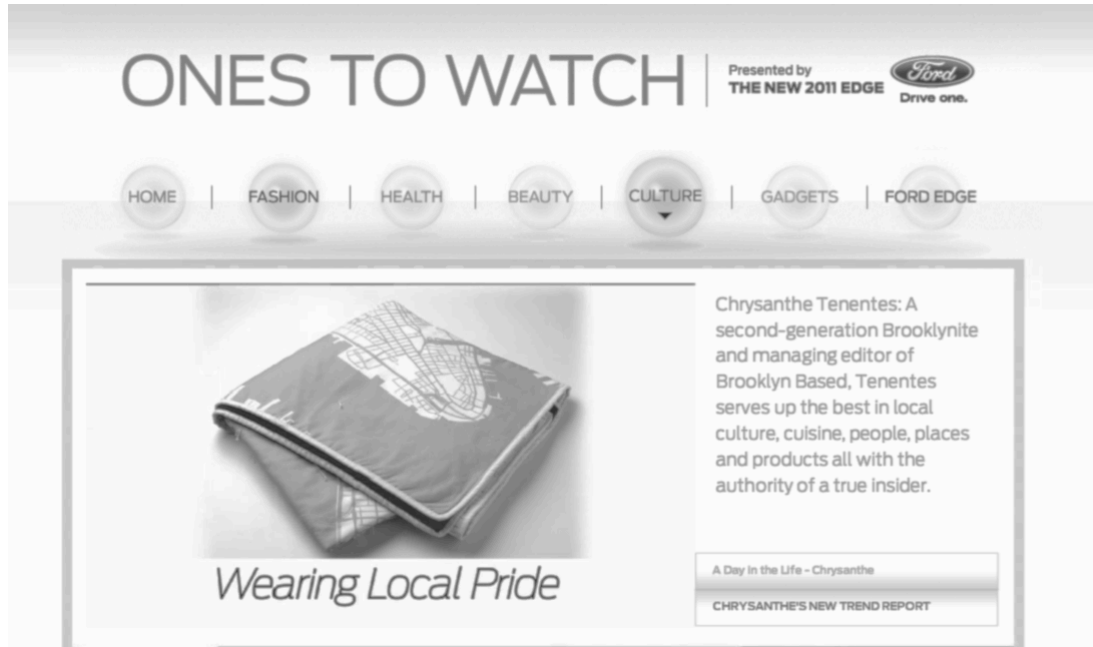 ONES TO WATCH
Presented by
THE NEW 2011 EDGE
Ford
Drive one.
HOME | FASHION | HEALTH | BEAUTY | CULTURE | GADGETS | FORD EDGE
Chrysanthe Tenentes: A
second-generation Brooklynite
and managing editor of
Brooklyn Based, Tenentes
serves up the best in local
culture, cuisine, people, places
and products all with the
authority of a true insider.
Wearing Local Pride
A Day in the Life - Chrysanthe
CHRYSANTHE'S NEW TREND REPORT